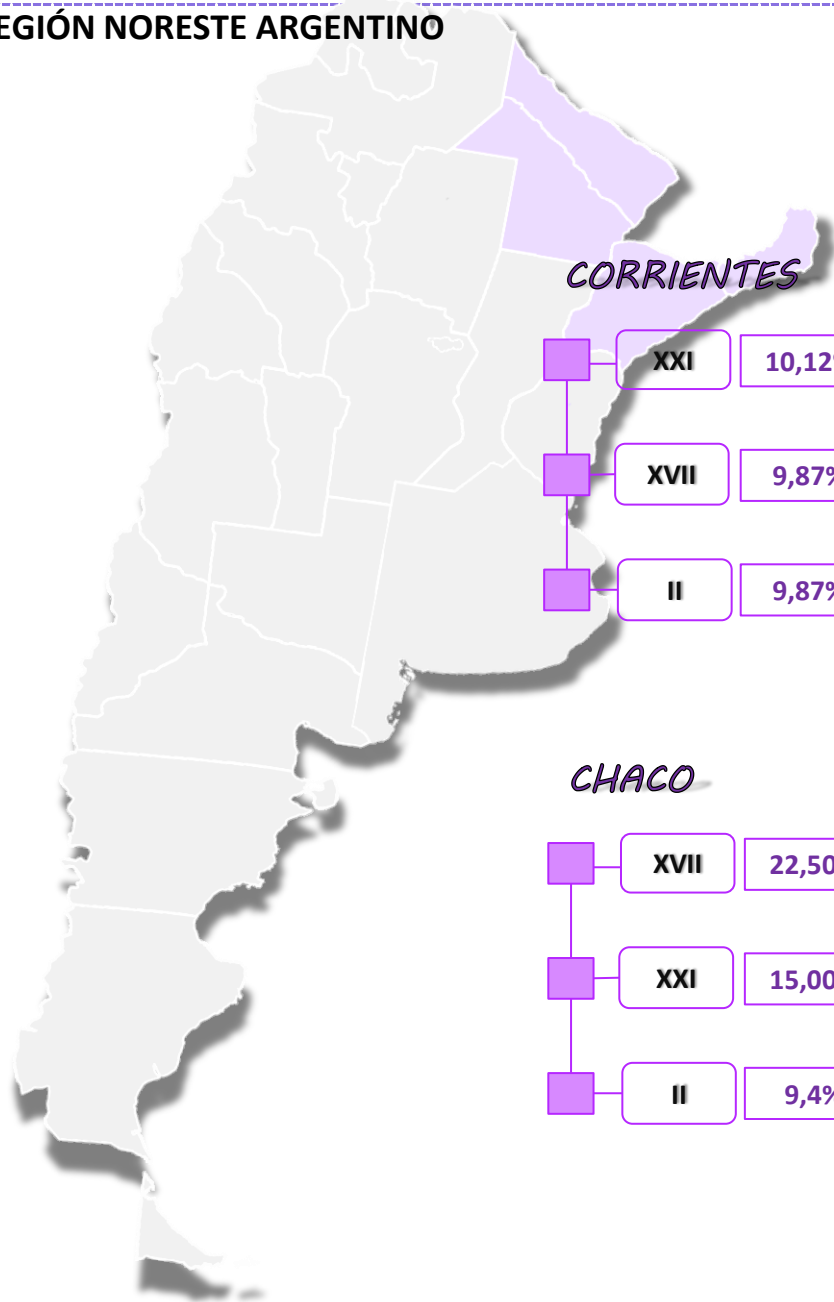 EGIÓN NORESTE ARGENTINO
CORRIENTES
XXI 10,12
XVII 9,87%
II 9,87%
CHACO
XVII 22,50
XXI 15,00
II 9,4%